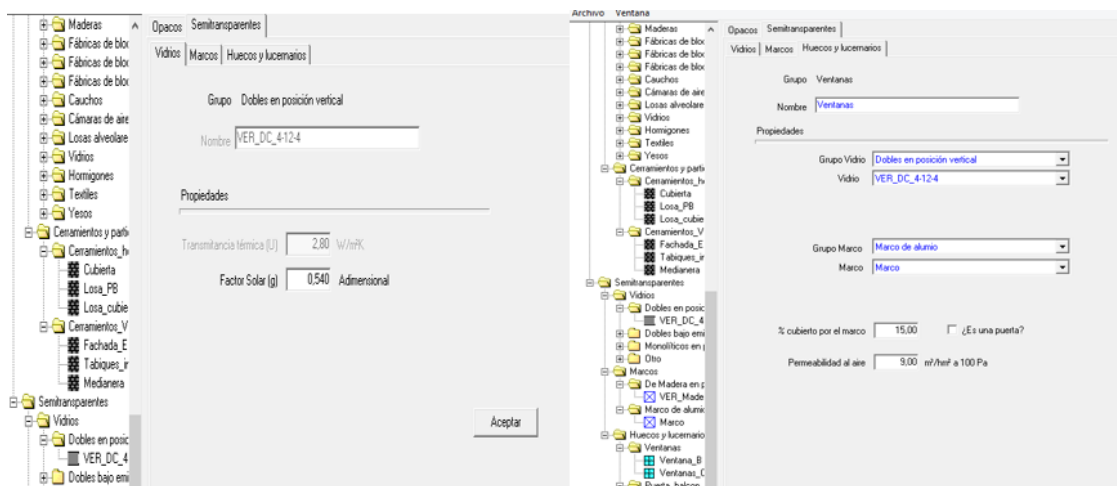 Maderas
Fábricas de bloc
Fábricas de bloc
Fábricas de bloc
Cauchos
Cámaras de aire
Losas alveolare
Vidrios
Hormigones
Textiles
Yesos
Cerramientos y partic
Cerramientos_ho
Cubierta
Losa_PB
Losa_cubie
Cerramientos_V
Fachada_E
Tabiques_ir
Medianera
Semitransparentes
Vidrios
Dobles en posic
VER_DC_4
Dobles bajo emi
Opacos Semitransparentes
Vidrios Marcos Huecos y lucernarios
Grupo Dobles en posición vertical
Nombre VER_DC_4-12-4
Propiedades
Transmitancia térmica (U) 2,80 W/m²K
Factor Solar (g) 0,540 Adimensional
Aceptar
Archivo Ventana
Maderas
Fábricas de bloc
Fábricas de bloc
Fábricas de bloc
Cauchos
Cámaras de aire
Losas alveolare
Vidrios
Hormigones
Textiles
Yesos
Cerramientos y parti
Cerramientos_ho
Cubierta
Losa_PB
Losa_cubie
Cerramientos_V
Fachada_E
Tabiques_ir
Medianera
Semitransparentes
Vidrios
Dobles en posic
VER_DC_4
Dobles bajo emi
Monolíticos en p
Otro
Marcos
De Madera en p
VER_Made
Marco de alumi
Marco
Huecos y lucernario
Ventanas
Ventana_B
Ventanas_C
Puerta_balcon
Opacos Semitransparentes
Vidrios Marcos Huecos y lucernarios
Grupo Ventanas
Nombre Ventanas
Propiedades
Grupo Vidrio Dobles en posición vertical
Vidrio VER_DC_4-12-4
Grupo Marco Marco de alumio
Marco Marco
% cubierto por el marco 15,00 ¿Es una puerta?
Permeabilidad al aire 9,00 m³/hm² a 100 Pa